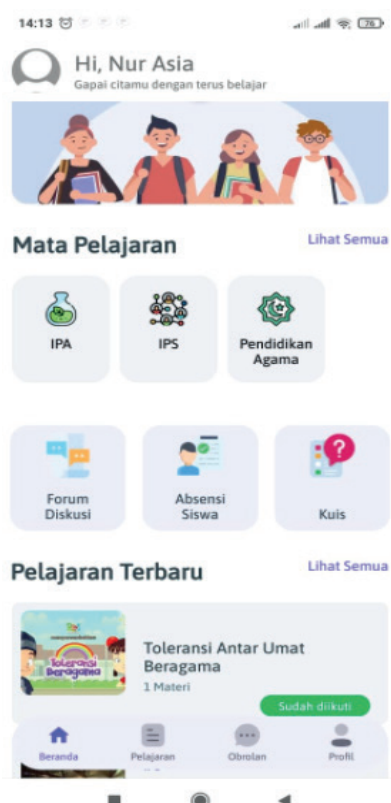 14:13
76
Hi, Nur Asia
Gapai citamu dengan terus belajar
Mata Pelajaran
Lihat Semua
IPA
IPS
Pendidikan
Agama
Forum
Diskusi
Absensi
Siswa
Kuis
Pelajaran Terbaru
Lihat Semua
Toleransi
Beragama
Toleransi Antar Umat
Beragama
1 Materi
Sudah diikuti
Beranda
Pelajaran
Obrolan
Profil